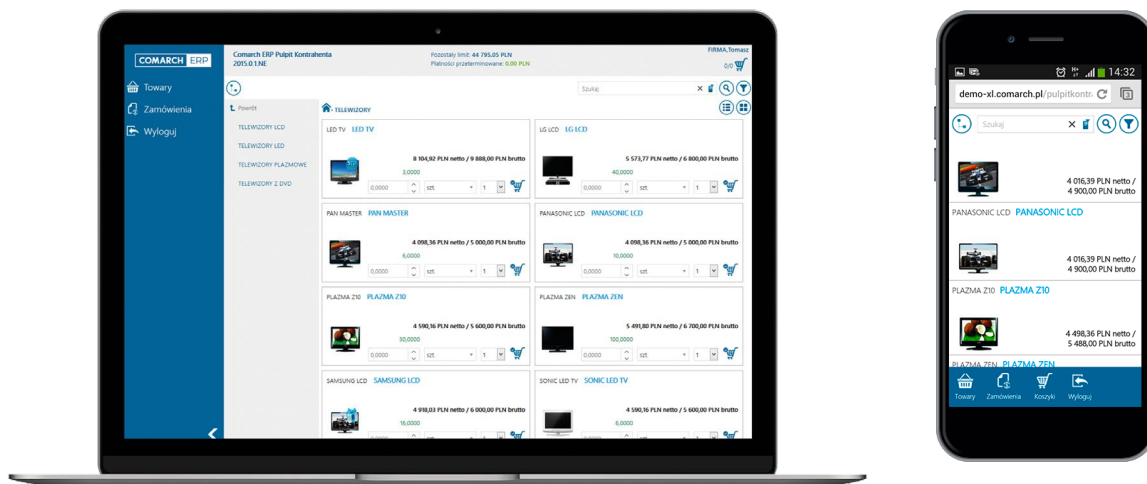 COMARCH ERP
Towary
Zamówienia
Wyloguj
Comarch ERP Pulpit Kontrahenta
2015.0.1.NE
Pozostały limit: 44 795,05 PLN
Płatności przeterminowane: 0.00 PLN
FIRMA,Tomasz
0/0
Szukaj
Powrót
TELEWIZORY LCD
TELEWIZORY LED
TELEWIZORY PLAZMOWE
TELEWIZORY Z DVD
TELEWIZORY
LED TV LED TV
8 104,92 PLN netto / 9 888,00 PLN brutto
3,0000
0,0000 szt. 1
LG LCD LG LCD
5 573,77 PLN netto / 6 800,00 PLN brutto
40,0000
0,0000 szt. 1
PAN MASTER PAN MASTER
4 098,36 PLN netto / 5 000,00 PLN brutto
6,0000
0,0000 szt. 1
PANASONIC LCD PANASONIC LCD
4 098,36 PLN netto / 5 000,00 PLN brutto
10,0000
0,0000 szt. 1
PLAZMA Z10 PLAZMA Z10
4 590,16 PLN netto / 5 600,00 PLN brutto
30,0000
0,0000 szt. 1
PLAZMA ZEN PLAZMA ZEN
5 491,80 PLN netto / 6 700,00 PLN brutto
100,0000
0,0000 szt. 1
SAMSUNG LCD SAMSUNG LCD
4 918,03 PLN netto / 6 000,00 PLN brutto
16,0000
0,0000 szt. 1
SONIC LED TV SONIC LED TV
4 590,16 PLN netto / 5 600,00 PLN brutto
6,0000
0,0000 szt. 1
14:32
demo-xl.comarch.pl/pulpitkontr
3
Szukaj
4 016,39 PLN netto /
4 900,00 PLN brutto
PANASONIC LCD PANASONIC LCD
4 016,39 PLN netto /
4 900,00 PLN brutto
PLAZMA Z10 PLAZMA Z10
4 498,36 PLN netto /
5 488,00 PLN brutto
PLAZMA ZEN PLAZMA ZEN
Towary Zamówienia Koszyki Wyloguj